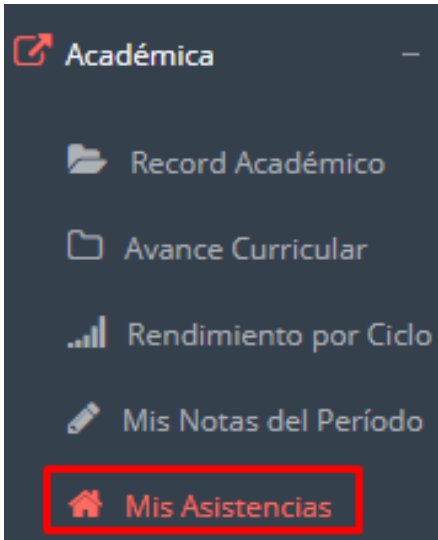 Académica
Record Académico
Avance Curricular
Rendimiento por Ciclo
Mis Notas del Período
Mis Asistencias